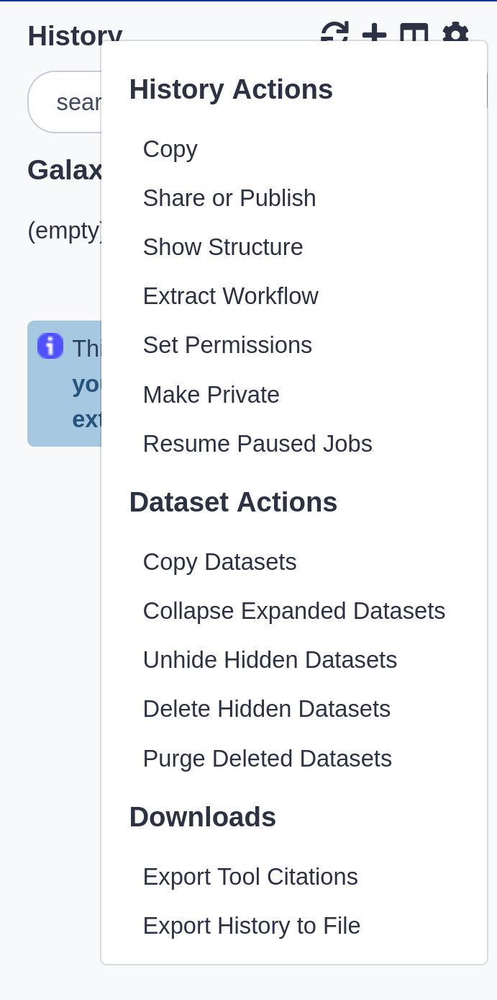 History
History Actions
sear
Copy
Galax
Share or Publish
(empty)
Show Structure
Extract Workflow
Thi
Set Permissions
you
Make Private
ext
Resume Paused Jobs
Dataset Actions
Copy Datasets
Collapse Expanded Datasets
Unhide Hidden Datasets
Delete Hidden Datasets
Purge Deleted Datasets
Downloads
Export Tool Citations
Export History to File